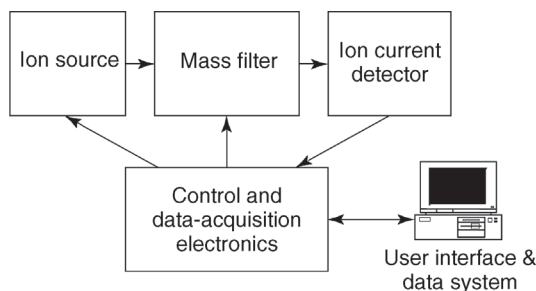 Ion source
Mass filter
Ion current
detector
Control and
data-acquisition
electronics
User interface &
data system